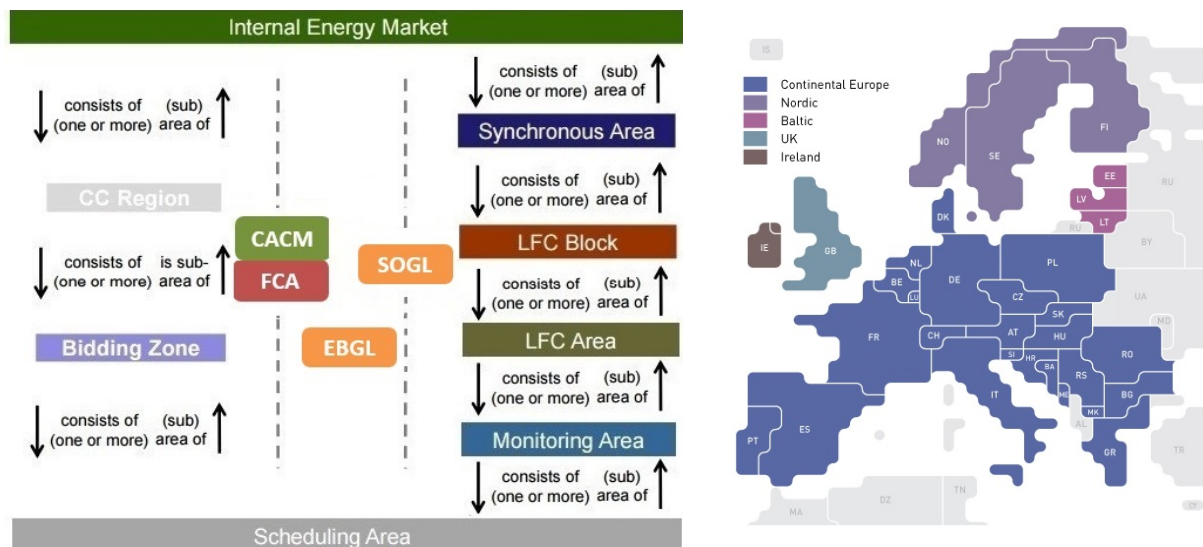 Internal Energy Market
consists of (sub)
(one or more) area of
CC Region
consists of is sub-
(one or more) area of
Bidding Zone
consists of (sub)
(one or more) area of
CACM
FCA
SOGL
EBGL
consists of (sub)
(one or more) area of
Synchronous Area
consists of (sub)
(one or more) area of
LFC Block
consists of (sub)
(one or more) area of
LFC Area
consists of (sub)
(one or more) area of
Monitoring Area
consists of (sub)
(one or more) area of
Scheduling Area
IS
Continental Europe
Nordic
Baltic
UK
Ireland
NO
SE
FI
EE
LV
LT
RU
RU
DK
IE
GB
NL
BE
LU
DE
PL
BY
CZ
SK
UA
MD
FR
CH
AT
HU
SI
HR
BA
RS
RO
ME
MK
BG
IT
AL
PT
ES
GR
TR
MA
DZ
TN
CY